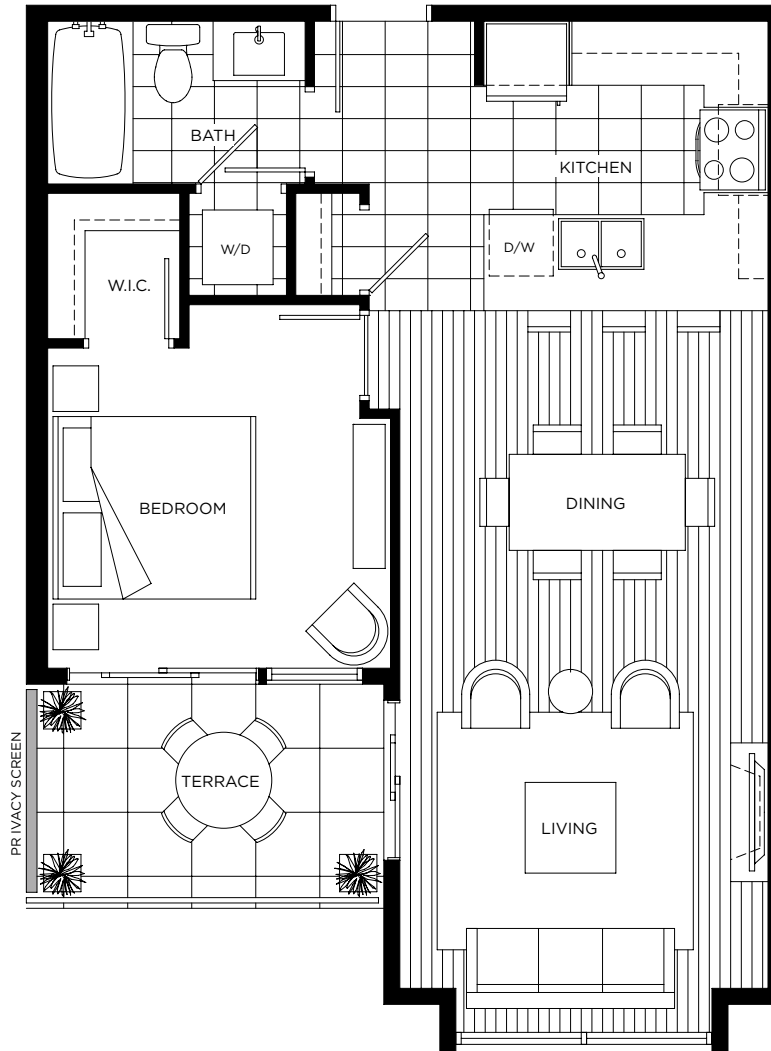 BATH
KITCHEN
W/D
D/W
W.I.C.
BEDROOM
DINING
PRIVACY SCREEN
TERRACE
LIVING